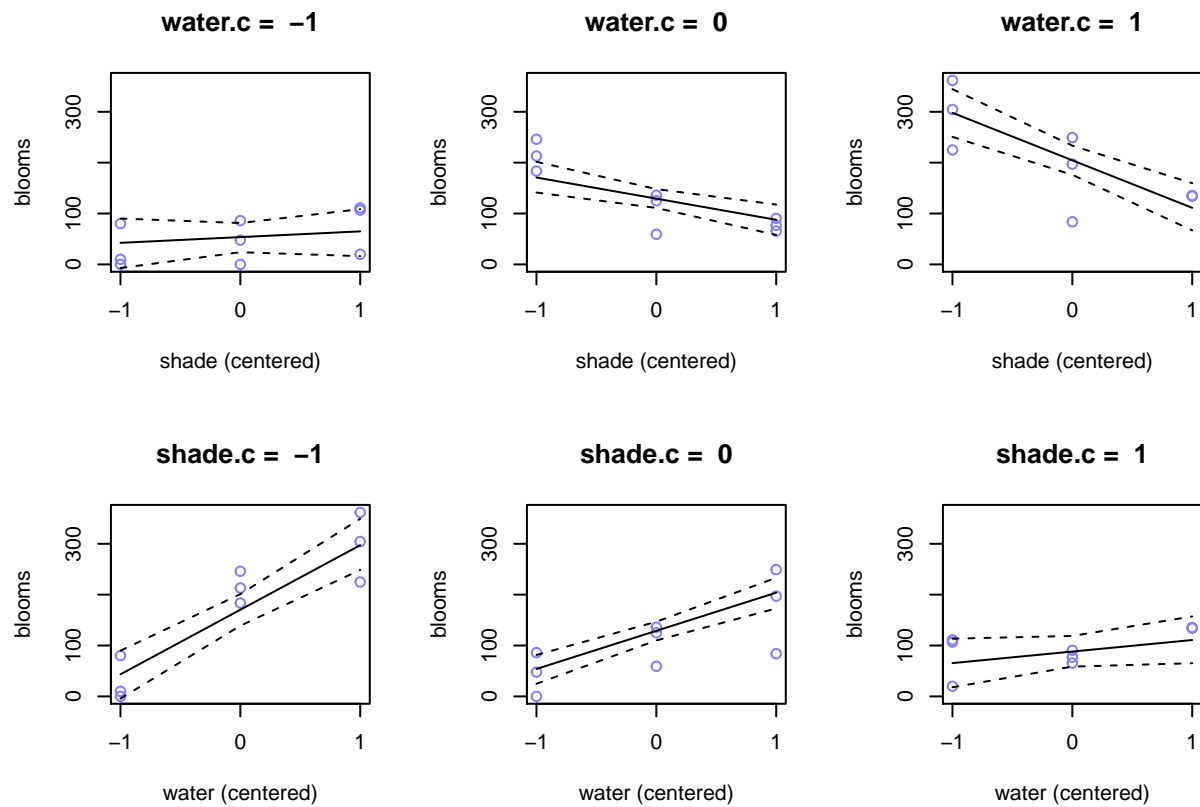 water.c = −1
water.c = 0
water.c = 1
blooms
0 100 300
−1 0 1
shade (centered)
blooms
0 100 300
−1 0 1
shade (centered)
blooms
0 100 300
−1 0 1
shade (centered)
shade.c = −1
shade.c = 0
shade.c = 1
blooms
0 100 300
−1 0 1
water (centered)
blooms
0 100 300
−1 0 1
water (centered)
blooms
0 100 300
−1 0 1
water (centered)